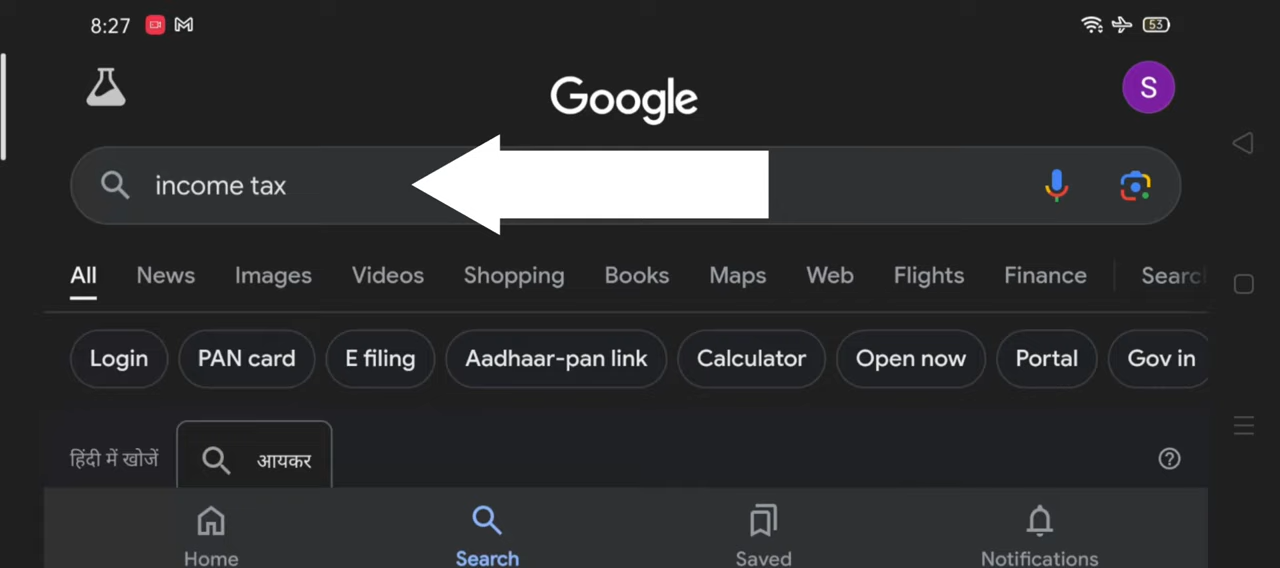 8:27 53
Google
S
income tax
All News Images Videos Shopping Books Maps Web Flights Finance Searc
Login PAN card E filing Aadhaar-pan link Calculator Open now Portal Gov in
हिंदी में खोजें आयकर
Home Search Saved Notifications